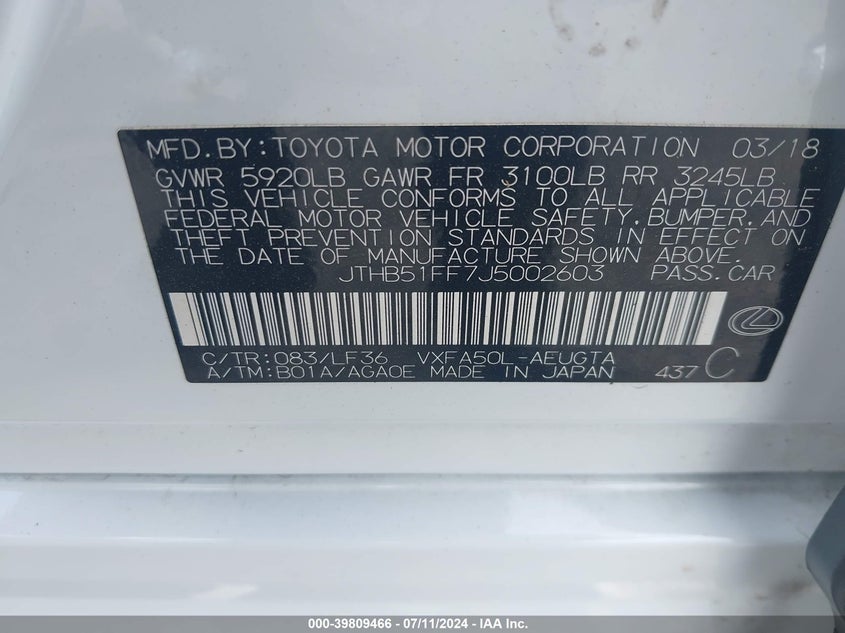 MFD. BY: TOYOTA MOTOR CORPORATION 03/18
GVWR 5920LB GAWR FR 3100LB RR 3245LB
THIS VEHICLE CONFORMS TO ALL APPLICABLE
FEDERAL MOTOR VEHICLE SAFETY, BUMPER, AND
THEFT PREVENTION STANDARDS IN EFFECT ON
THE DATE OF MANUFACTURE SHOWN ABOVE.
JTHB51FF7J5002603 PASS. CAR
C/TR: 083/LF36 VXFA50L-AEUGTA
A/TM: B01A/AGA0E MADE IN JAPAN 437 C
000-39809466 - 07/11/2024 - IAA Inc.